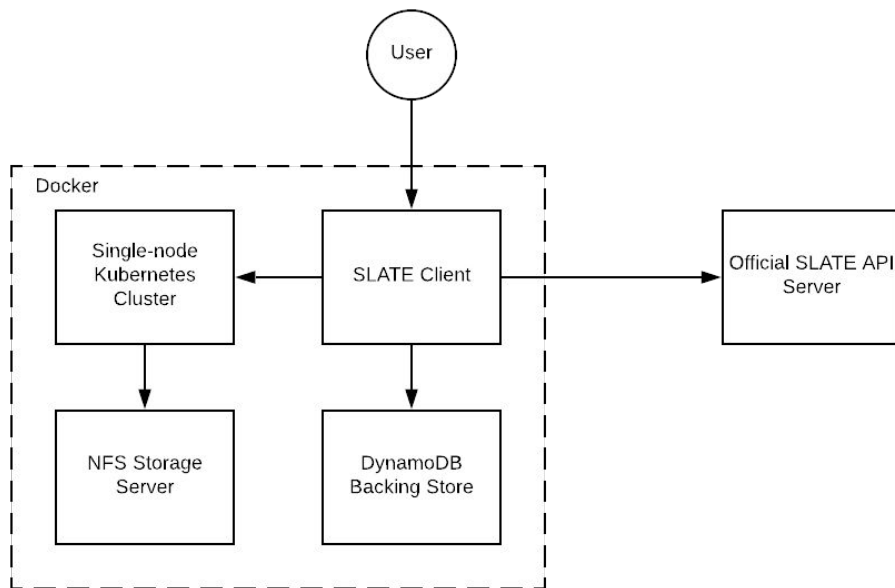 User
Docker
Single-node
Kubernetes
Cluster
SLATE Client
Official SLATE API
Server
NFS Storage
Server
DynamoDB
Backing Store